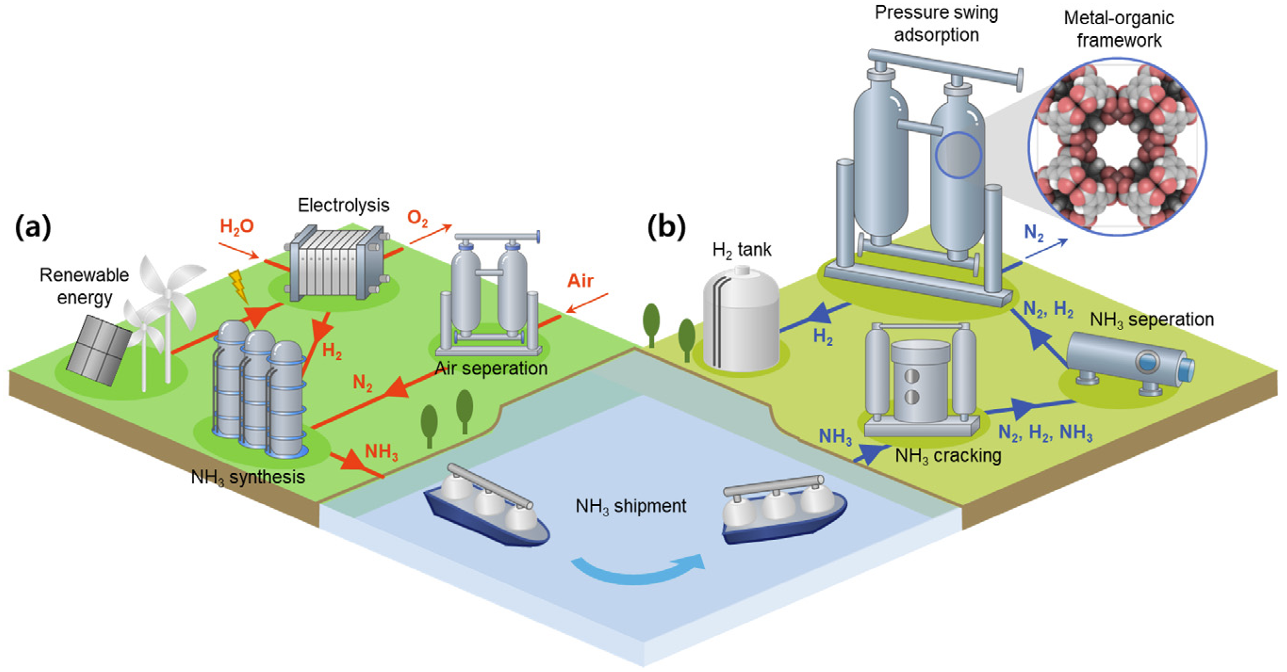 (a)
Renewable
energy
H₂O
Electrolysis
O₂
Air
Air seperation
H₂
N₂
NH₃ synthesis
NH₃
NH₃ shipment
(b)
Pressure swing
adsorption
Metal-organic
framework
H₂ tank
N₂
H₂
N₂, H₂
NH₃ seperation
NH₃
NH₃ cracking
N₂, H₂, NH₃